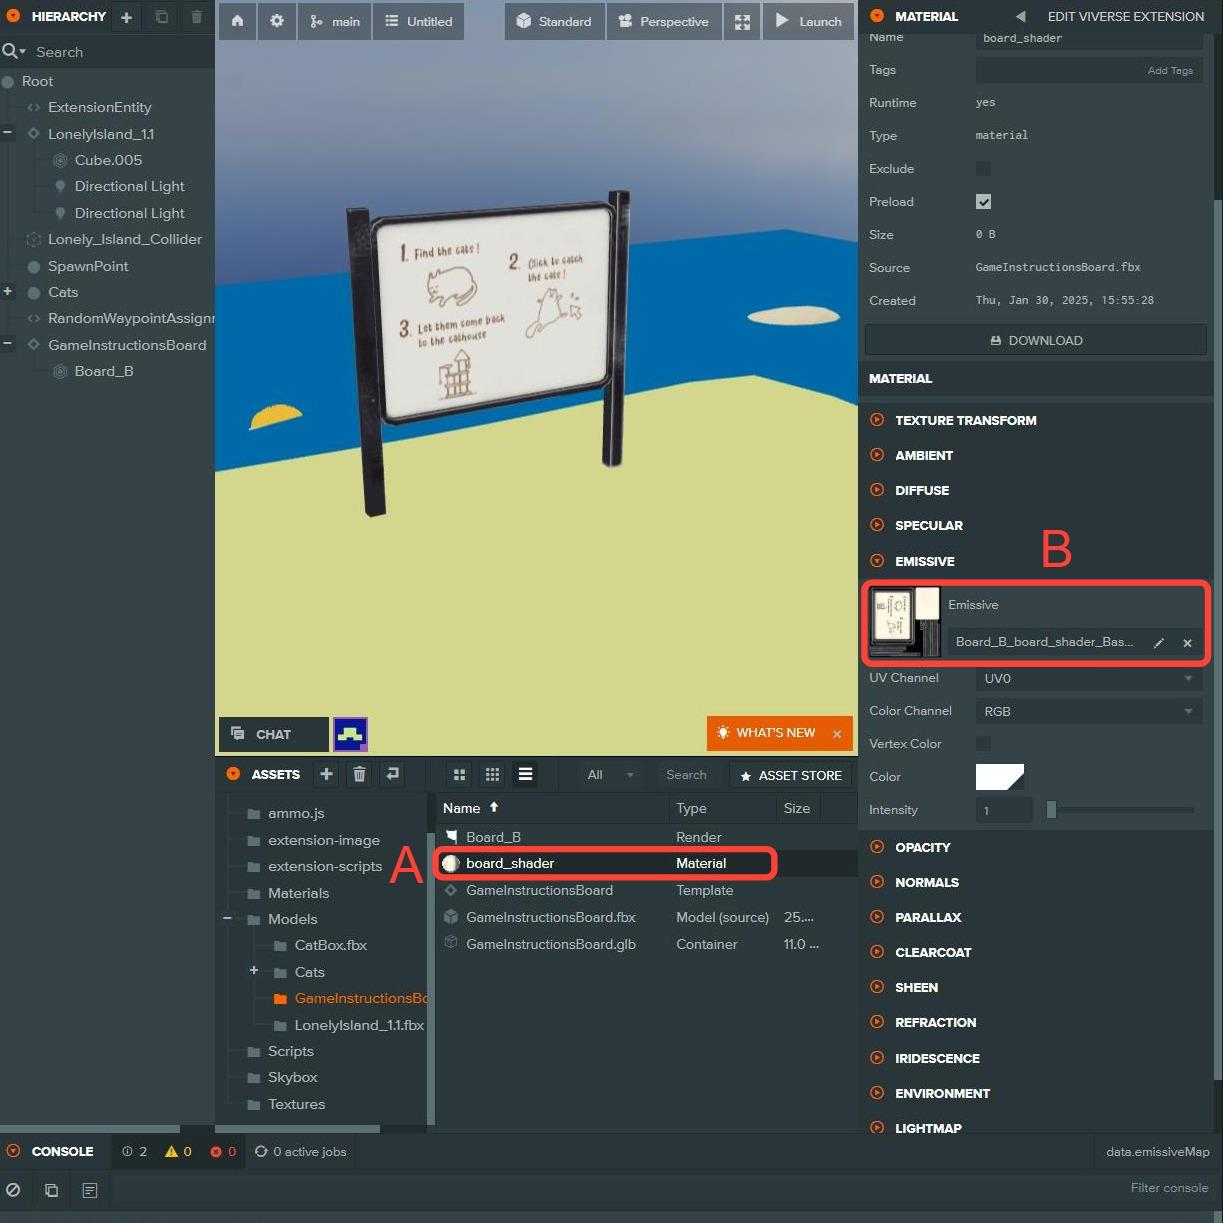 HIERARCHY
Search
Root
ExtensionEntity
LonelyIsland_1.1
Cube.005
Directional Light
Directional Light
Lonely_Island_Collider
SpawnPoint
Cats
RandomWaypointAssignr
GameInstructionsBoard
Board_B
main
Untitled
Standard
Perspective
Launch
1. Find the cats!
2. Click to catch
the cats!
3. Let them come back
to the cathouse
CHAT
WHAT'S NEW
ASSETS
All
Search
ASSET STORE
ammo.js
extension-image
extension-scripts
Materials
Models
CatBox.fbx
Cats
GameInstructionsBo
LonelyIsland_1.1.fbx
Scripts
Skybox
Textures
Name Type Size
Board_B Render
A
board_shader Material
GameInstructionsBoard Template
GameInstructionsBoard.fbx Model (source) 25....
GameInstructionsBoard.glb Container 11.0 ...
MATERIAL
EDIT VIVERSE EXTENSION
Name board_shader
Tags Add Tags
Runtime yes
Type material
Exclude
Preload
Size 0 B
Source GameInstructionsBoard.fbx
Created Thu, Jan 30, 2025, 15:55:28
DOWNLOAD
MATERIAL
TEXTURE TRANSFORM
AMBIENT
DIFFUSE
SPECULAR
EMISSIVE
B
Emissive
Board_B_board_shader_Bas...
UV Channel UV0
Color Channel RGB
Vertex Color
Color
Intensity 1
OPACITY
NORMALS
PARALLAX
CLEARCOAT
SHEEN
REFRACTION
IRIDESCENCE
ENVIRONMENT
LIGHTMAP
CONSOLE
2
0
0
0 active jobs
data.emissiveMap
Filter console